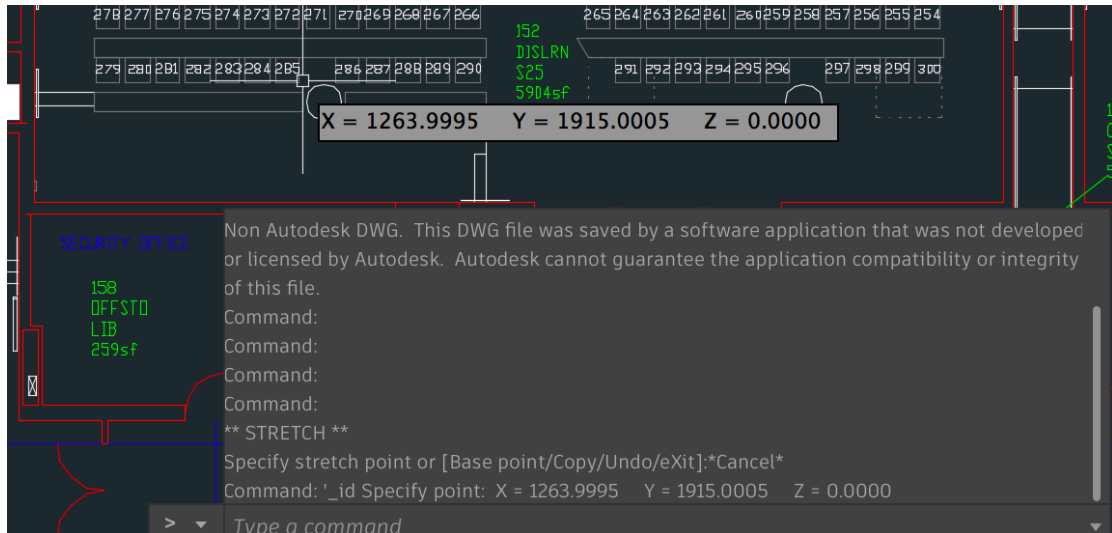 278 277 276 275 274 273 272 271 270 269 268 267 266
265 264 263 262 261 260 259 258 257 256 255 254
279 280 281 282 283 284 285 286 287 288 289 290
291 292 293 294 295 296 297 298 299 300
152
DISLRN
S25
5904sf
X = 1263.9995 Y = 1915.0005 Z = 0.0000
SECURITY OFFICE
158
OFFSTO
LIB
259sf
Non Autodesk DWG. This DWG file was saved by a software application that was not developed
or licensed by Autodesk. Autodesk cannot guarantee the application compatibility or integrity
of this file.
Command:
Command:
Command:
Command:
** STRETCH **
Specify stretch point or [Base point/Copy/Undo/eXit]:*Cancel*
Command: '_id Specify point: X = 1263.9995 Y = 1915.0005 Z = 0.0000
> Type a command